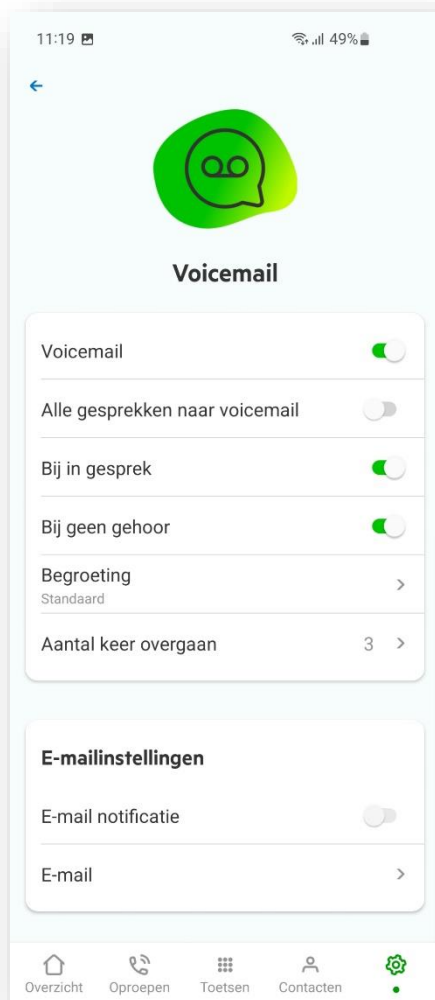 11:19 49%
Voicemail
Voicemail
Alle gesprekken naar voicemail
Bij in gesprek
Bij geen gehoor
Begroeting
Standaard
Aantal keer overgaan 3
E-mailinstellingen
E-mail notificatie
E-mail
Overzicht Oproepen Toetsen Contacten